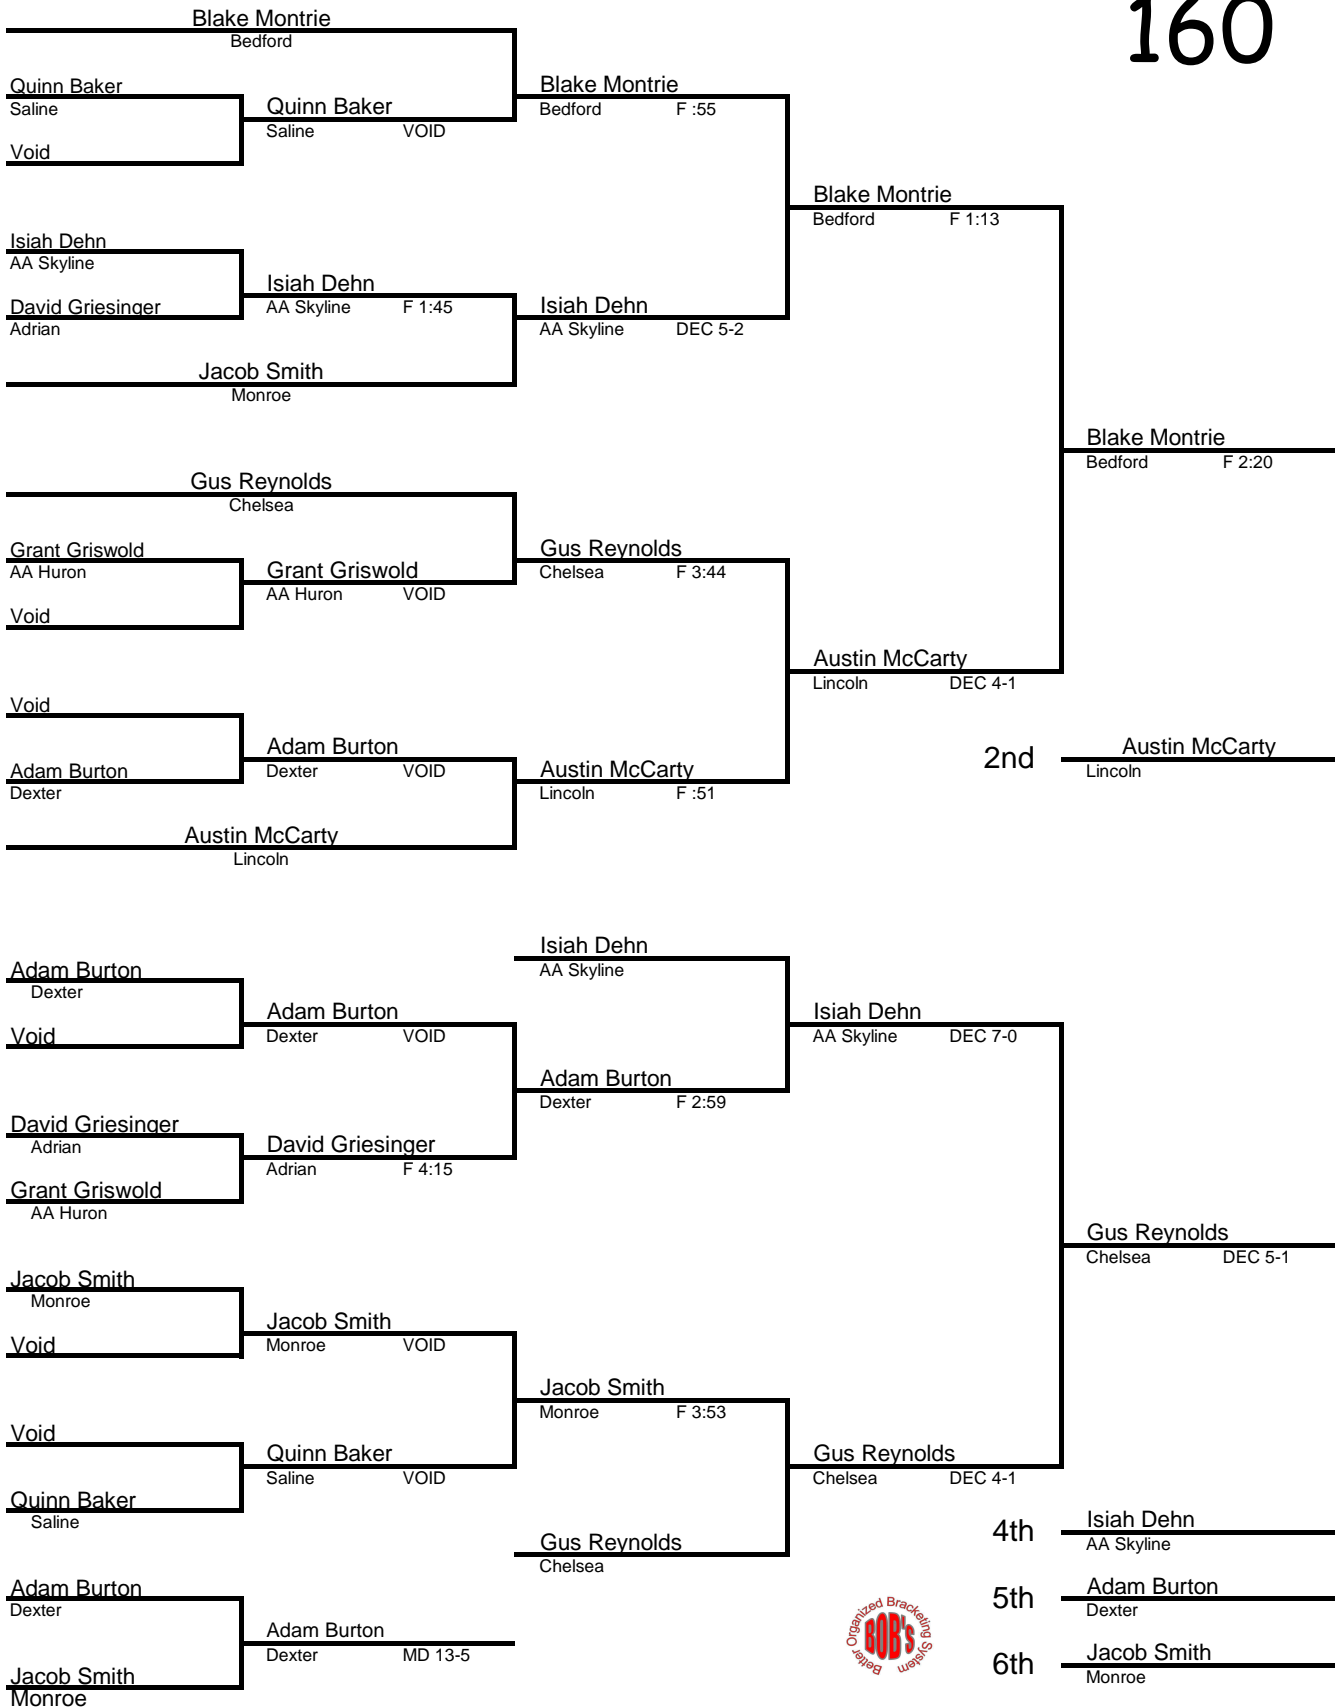 160
Blake Montrie
Bedford
Quinn Baker
Saline
Void
Quinn Baker
Saline VOID
Blake Montrie
Bedford F :55
Isiah Dehn
AA Skyline
David Griesinger
Adrian
Isiah Dehn
AA Skyline F 1:45
Jacob Smith
Monroe
Isiah Dehn
AA Skyline DEC 5-2
Blake Montrie
Bedford F 1:13
Gus Reynolds
Chelsea
Grant Griswold
AA Huron
Void
Grant Griswold
AA Huron VOID
Gus Reynolds
Chelsea F 3:44
Void
Adam Burton
Dexter
Adam Burton
Dexter VOID
Austin McCarty
Lincoln
Austin McCarty
Lincoln F :51
Austin McCarty
Lincoln DEC 4-1
Blake Montrie
Bedford F 2:20
2nd Austin McCarty
Lincoln
Adam Burton
Dexter
Void
Adam Burton
Dexter VOID
David Griesinger
Adrian
Grant Griswold
AA Huron
David Griesinger
Adrian F 4:15
Isiah Dehn
AA Skyline
Adam Burton
Dexter F 2:59
Isiah Dehn
AA Skyline DEC 7-0
Jacob Smith
Monroe
Void
Jacob Smith
Monroe VOID
Void
Quinn Baker
Saline
Quinn Baker
Saline VOID
Jacob Smith
Monroe F 3:53
Gus Reynolds
Chelsea
Gus Reynolds
Chelsea DEC 4-1
Gus Reynolds
Chelsea DEC 5-1
Adam Burton
Dexter
Jacob Smith
Monroe
Adam Burton
Dexter MD 13-5
Better Organized Bracketing System
BOB'S
4th Isiah Dehn
AA Skyline
5th Adam Burton
Dexter
6th Jacob Smith
Monroe